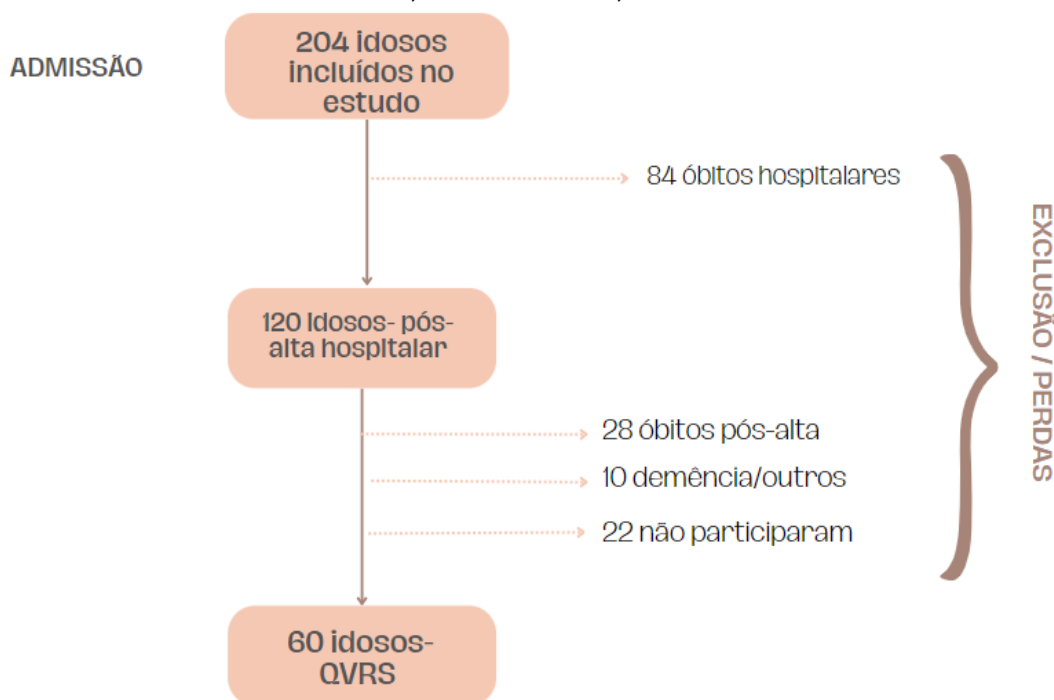 204 idosos
incluídos no
estudo
ADMISSÃO
84 óbitos hospitalares
EXCLUSÃO / PERDAS
120 Idosos- pós-
alta hospitalar
28 óbitos pós-alta
10 demência/outros
22 não participaram
60 idosos-
QVRS